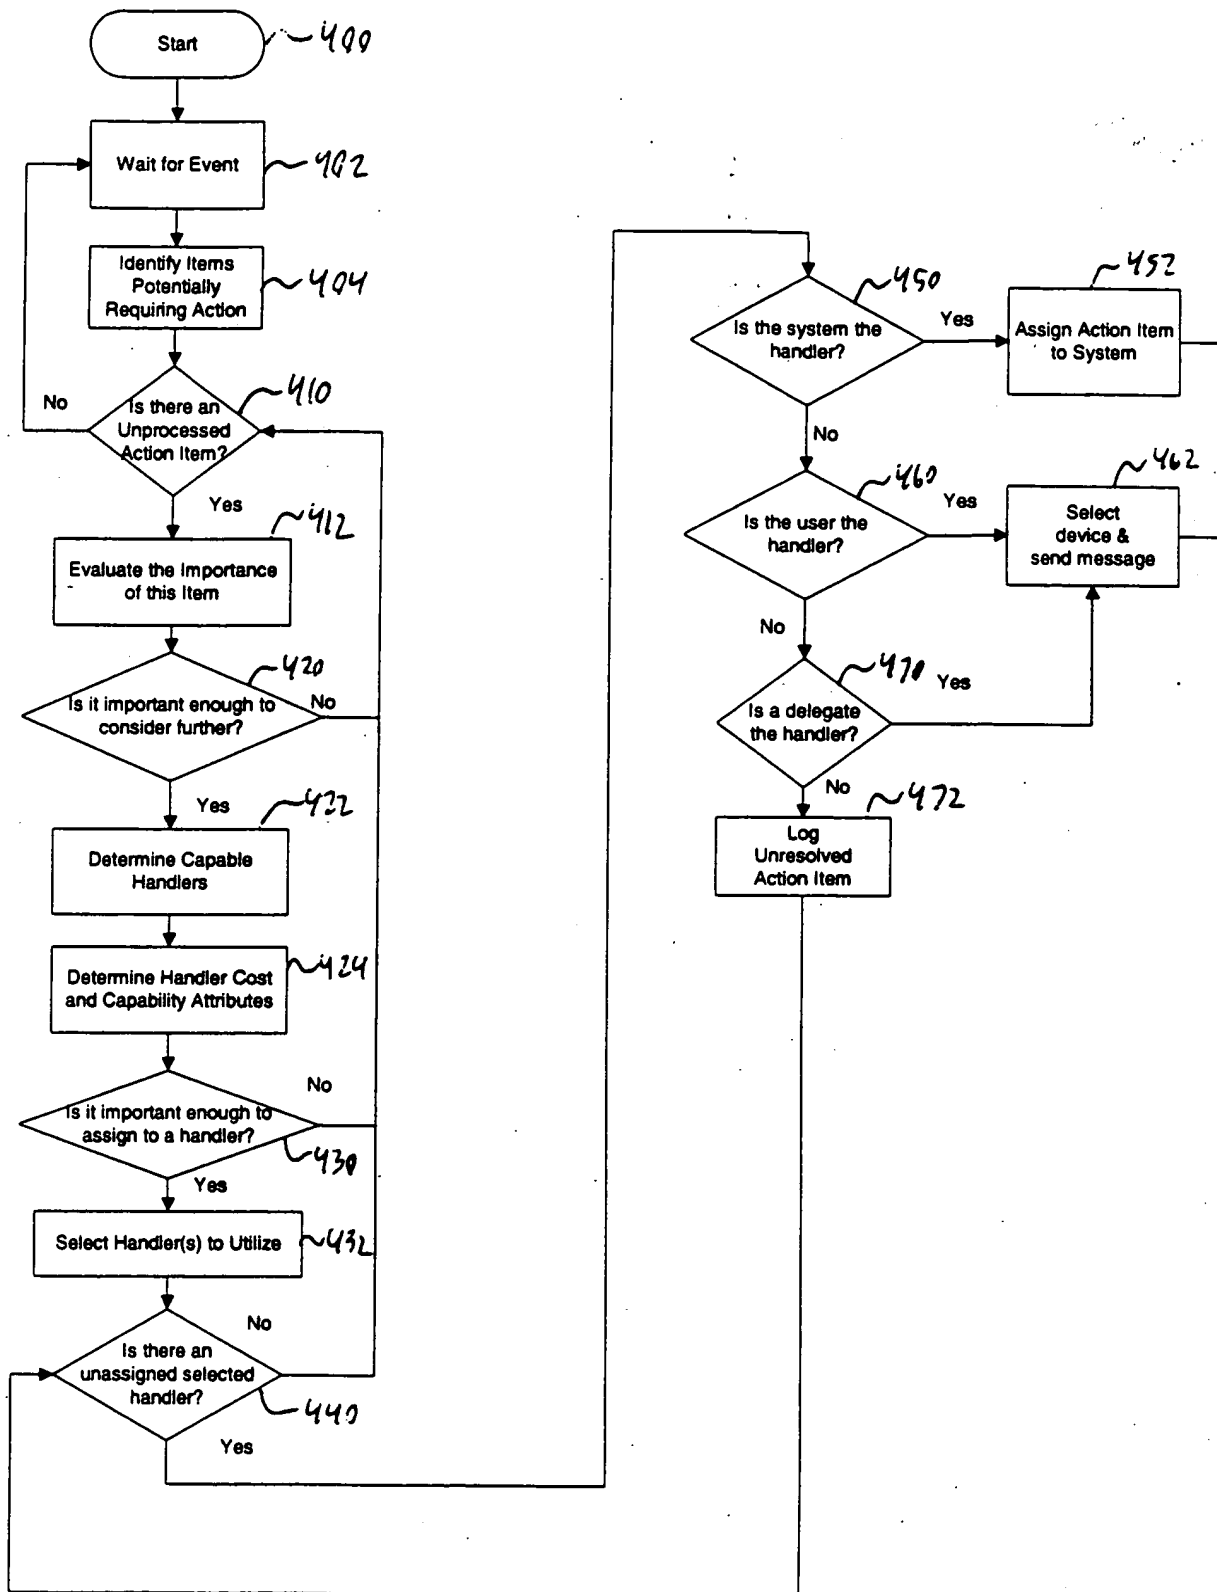 Start
400
Wait for Event
402
Identify Items
Potentially
Requiring Action
404
410
No
Is there an
Unprocessed
Action Item?
Yes
412
Evaluate the Importance
of this Item
420
Is it important enough to
consider further?
No
Yes
422
Determine Capable
Handlers
424
Determine Handler Cost
and Capability Attributes
No
Is it important enough to
assign to a handler?
430
Yes
Select Handler(s) to Utilize
432
No
Is there an
unassigned selected
handler?
440
Yes
450
Is the system the
handler?
Yes
452
Assign Action Item
to System
No
460
Is the user the
handler?
Yes
462
Select
device &
send message
No
470
Is a delegate
the handler?
Yes
No
472
Log
Unresolved
Action Item